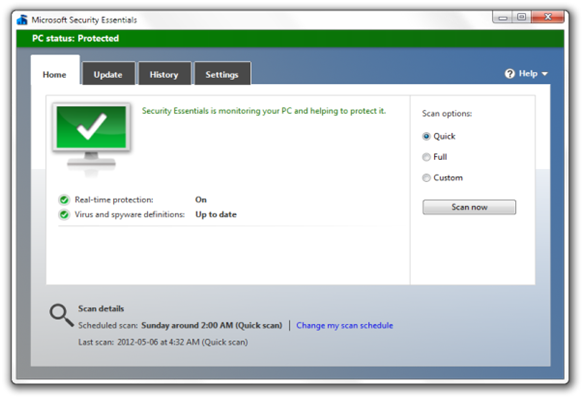 Microsoft Security Essentials
PC status: Protected
Home Update History Settings Help
Security Essentials is monitoring your PC and helping to protect it.
Scan options:
Quick
Full
Custom
Scan now
Real-time protection: On
Virus and spyware definitions: Up to date
Scan details
Scheduled scan: Sunday around 2:00 AM (Quick scan) | Change my scan schedule
Last scan: 2012-05-06 at 4:32 AM (Quick scan)